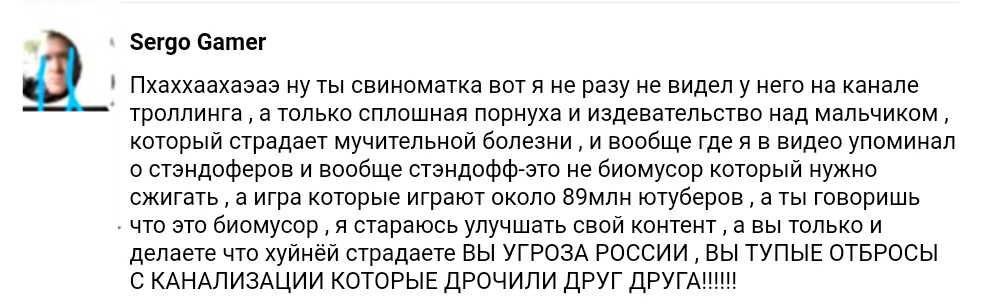 Sergo Gamer
Пхаххаахаэаэ ну ты свиноматка вот я не разу не видел у него на канале
троллинга , а только сплошная порнуха и издевательство над мальчиком ,
который страдает мучительной болезни , и вообще где я в видео упоминал
о стэндоферов и вообще стэндофф-это не биомусор который нужно
сжигать , а игра которые играют около 89млн ютуберов , а ты говоришь
что это биомусор , я стараюсь улучшать свой контент , а вы только и
делаете что хуйнёй страдаете ВЫ УГРОЗА РОССИИ , ВЫ ТУПЫЕ ОТБРОСЫ
С КАНАЛИЗАЦИИ КОТОРЫЕ ДРОЧИЛИ ДРУГ ДРУГА!!!!!!